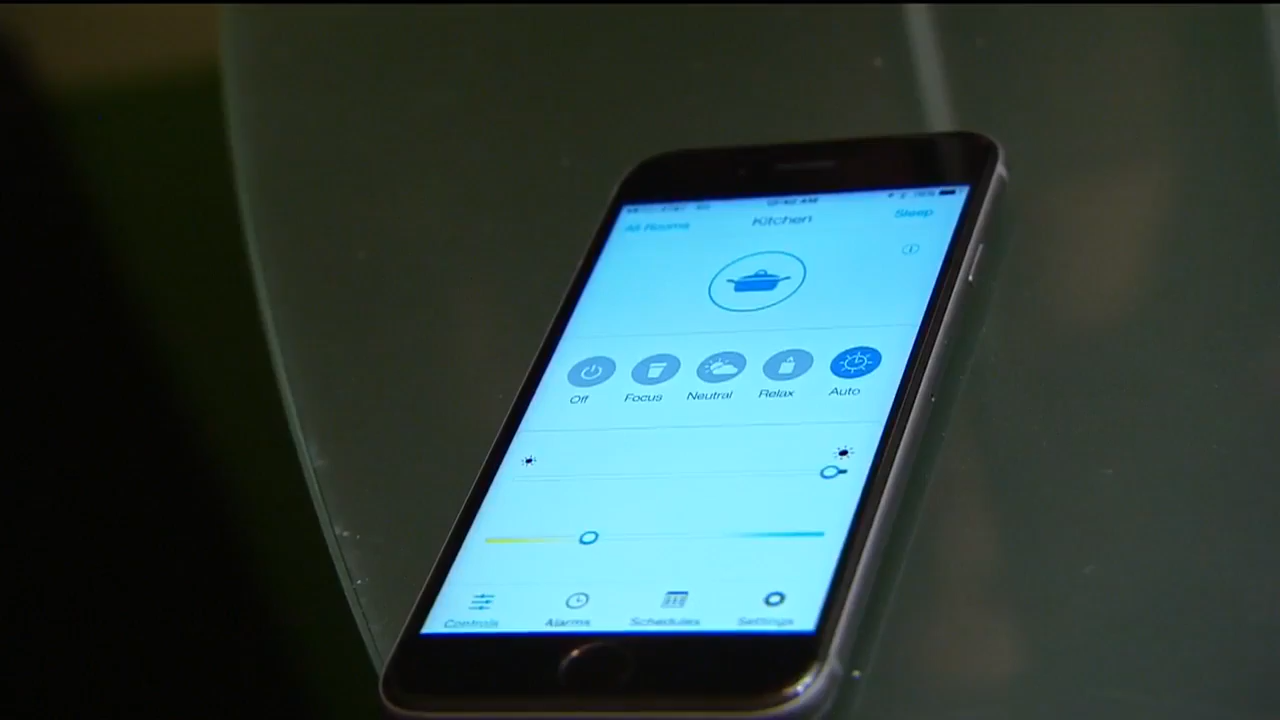 All Rooms Kitchen Sleep
Off Focus Neutral Relax Auto
Controls Alarms Schedules Settings